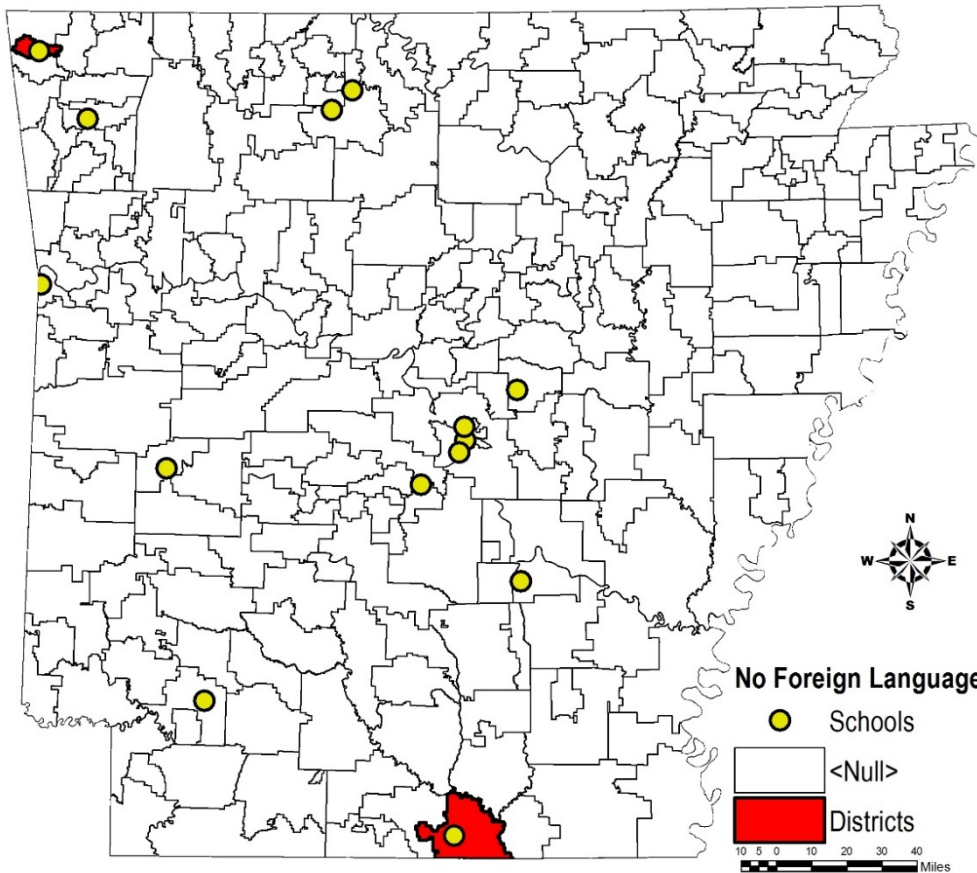 N
W E
S
No Foreign Language
Schools
<Null>
Districts
10 5 0 10 20 30 40
Miles